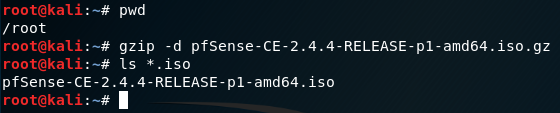 root@kali:~# pwd
/root
root@kali:~# gzip -d pfSense-CE-2.4.4-RELEASE-p1-amd64.iso.gz
root@kali:~# ls *.iso
pfSense-CE-2.4.4-RELEASE-p1-amd64.iso
root@kali:~#